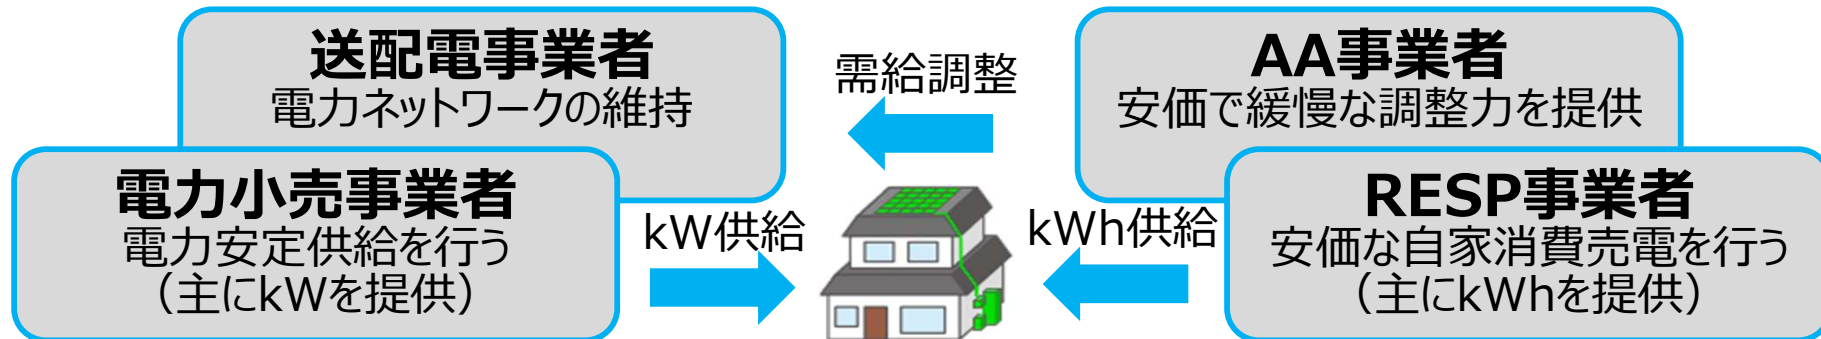 送配電事業者
電力ネットワークの維持
電力小売事業者
電力安定供給を行う
（主にkWを提供）
需給調整
kW供給
kWh供給
AA事業者
安価で緩慢な調整力を提供
RESP事業者
安価な自家消費売電を行う
（主にkWhを提供）